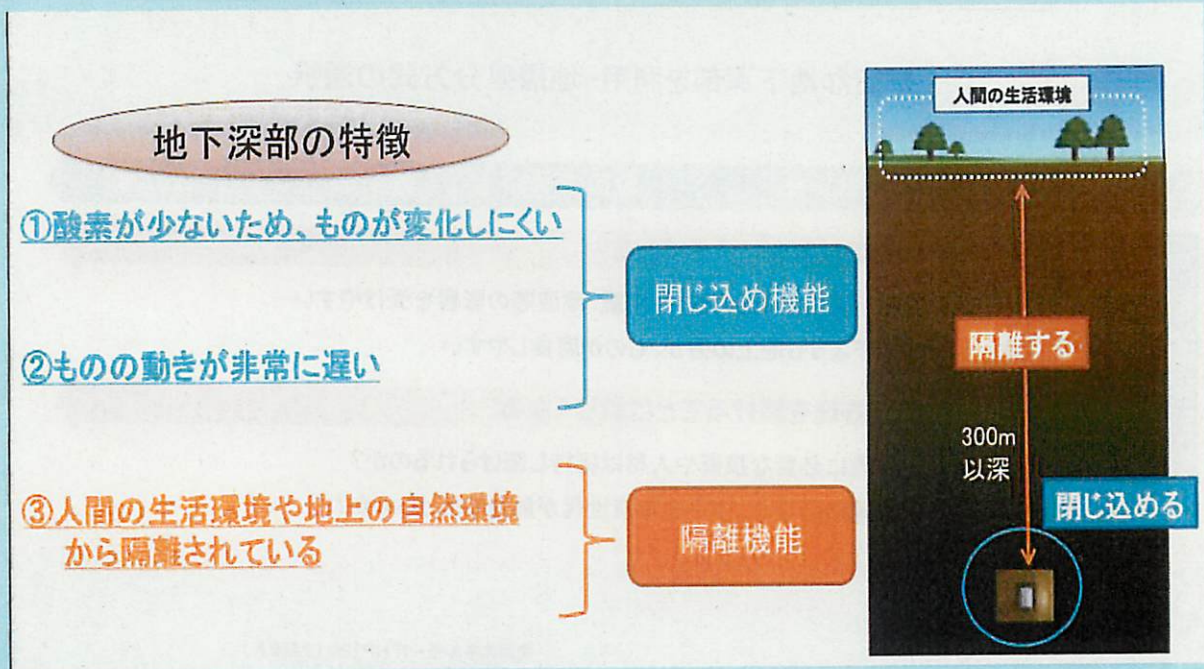 地下深部の特徴
①酸素が少ないため、ものが変化しにくい
②ものの動きが非常に遅い
閉じ込め機能
③人間の生活環境や地上の自然環境
から隔離されている
隔離機能
人間の生活環境
隔離する
300m
以深
閉じ込める